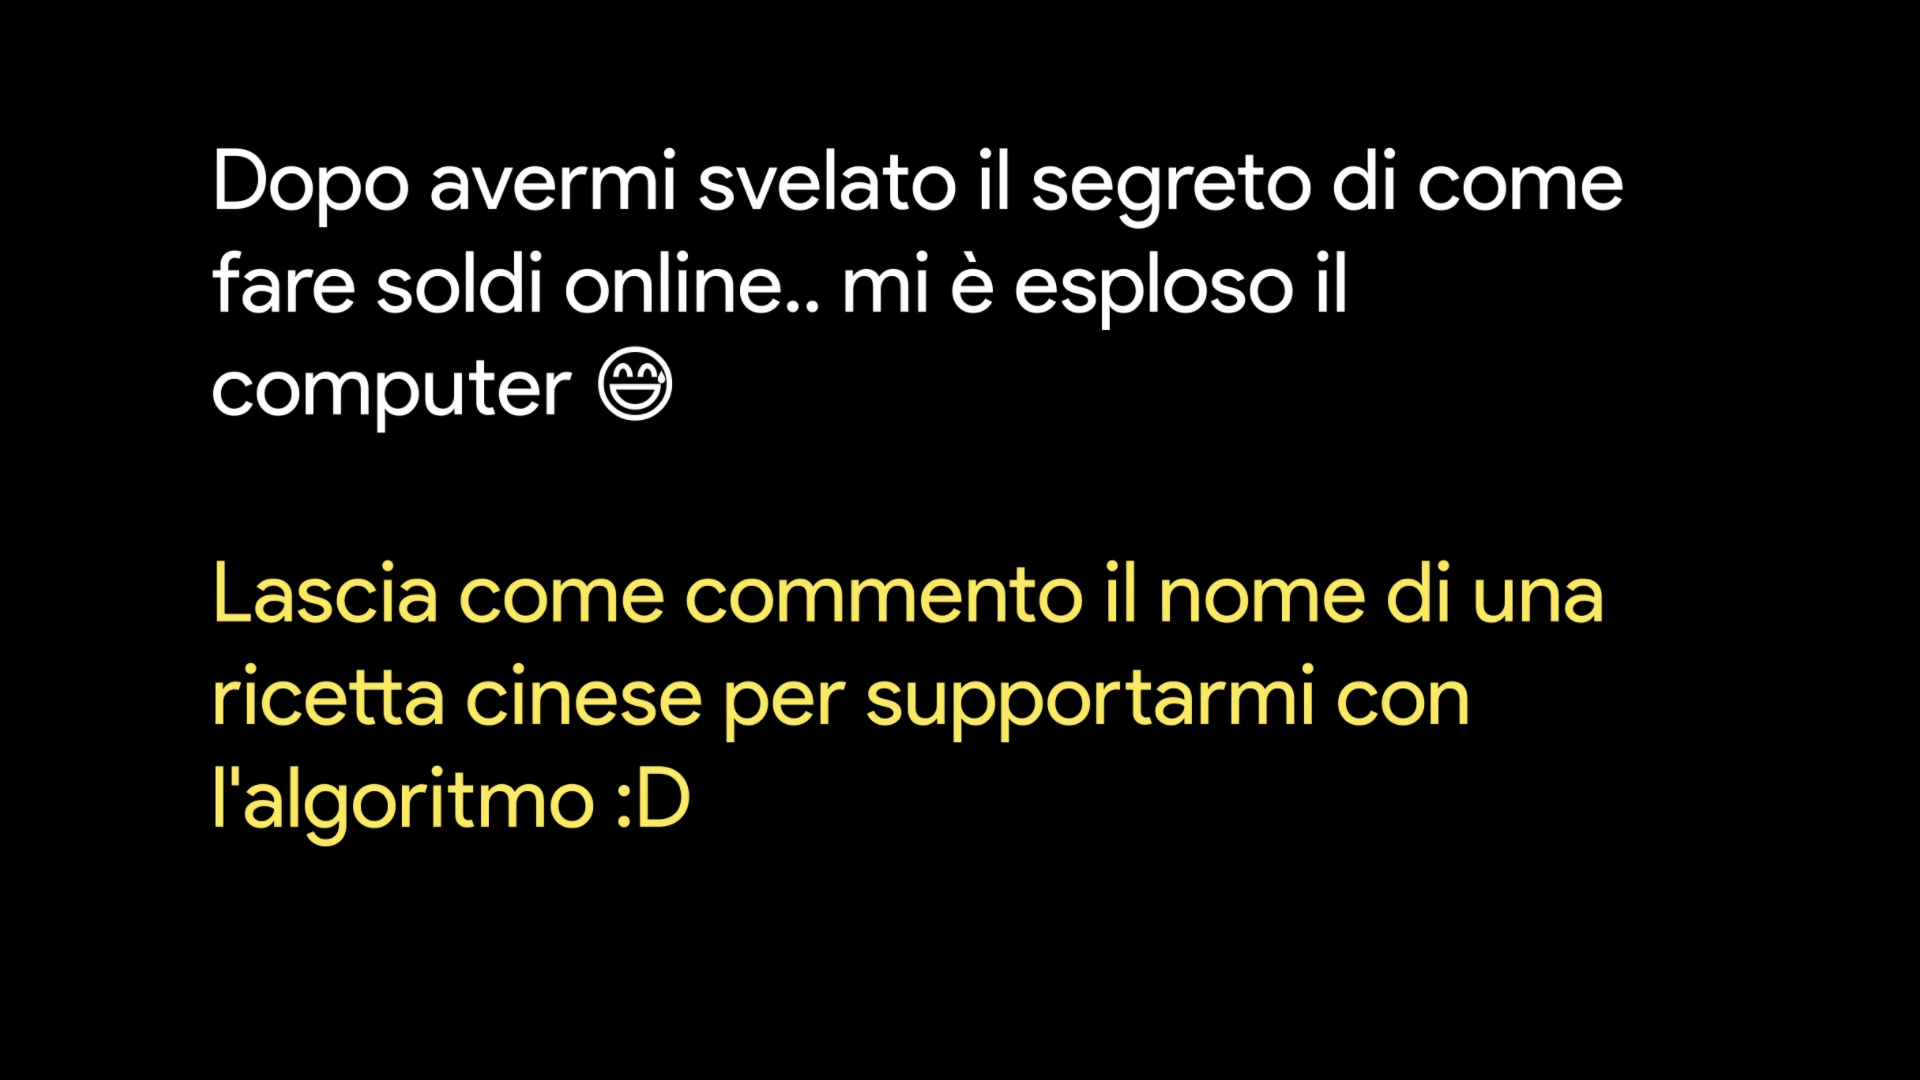 Dopo avermi svelato il segreto di come
fare soldi online.. mi è esploso il
computer 😅
Lascia come commento il nome di una
ricetta cinese per supportarmi con
l'algoritmo :D